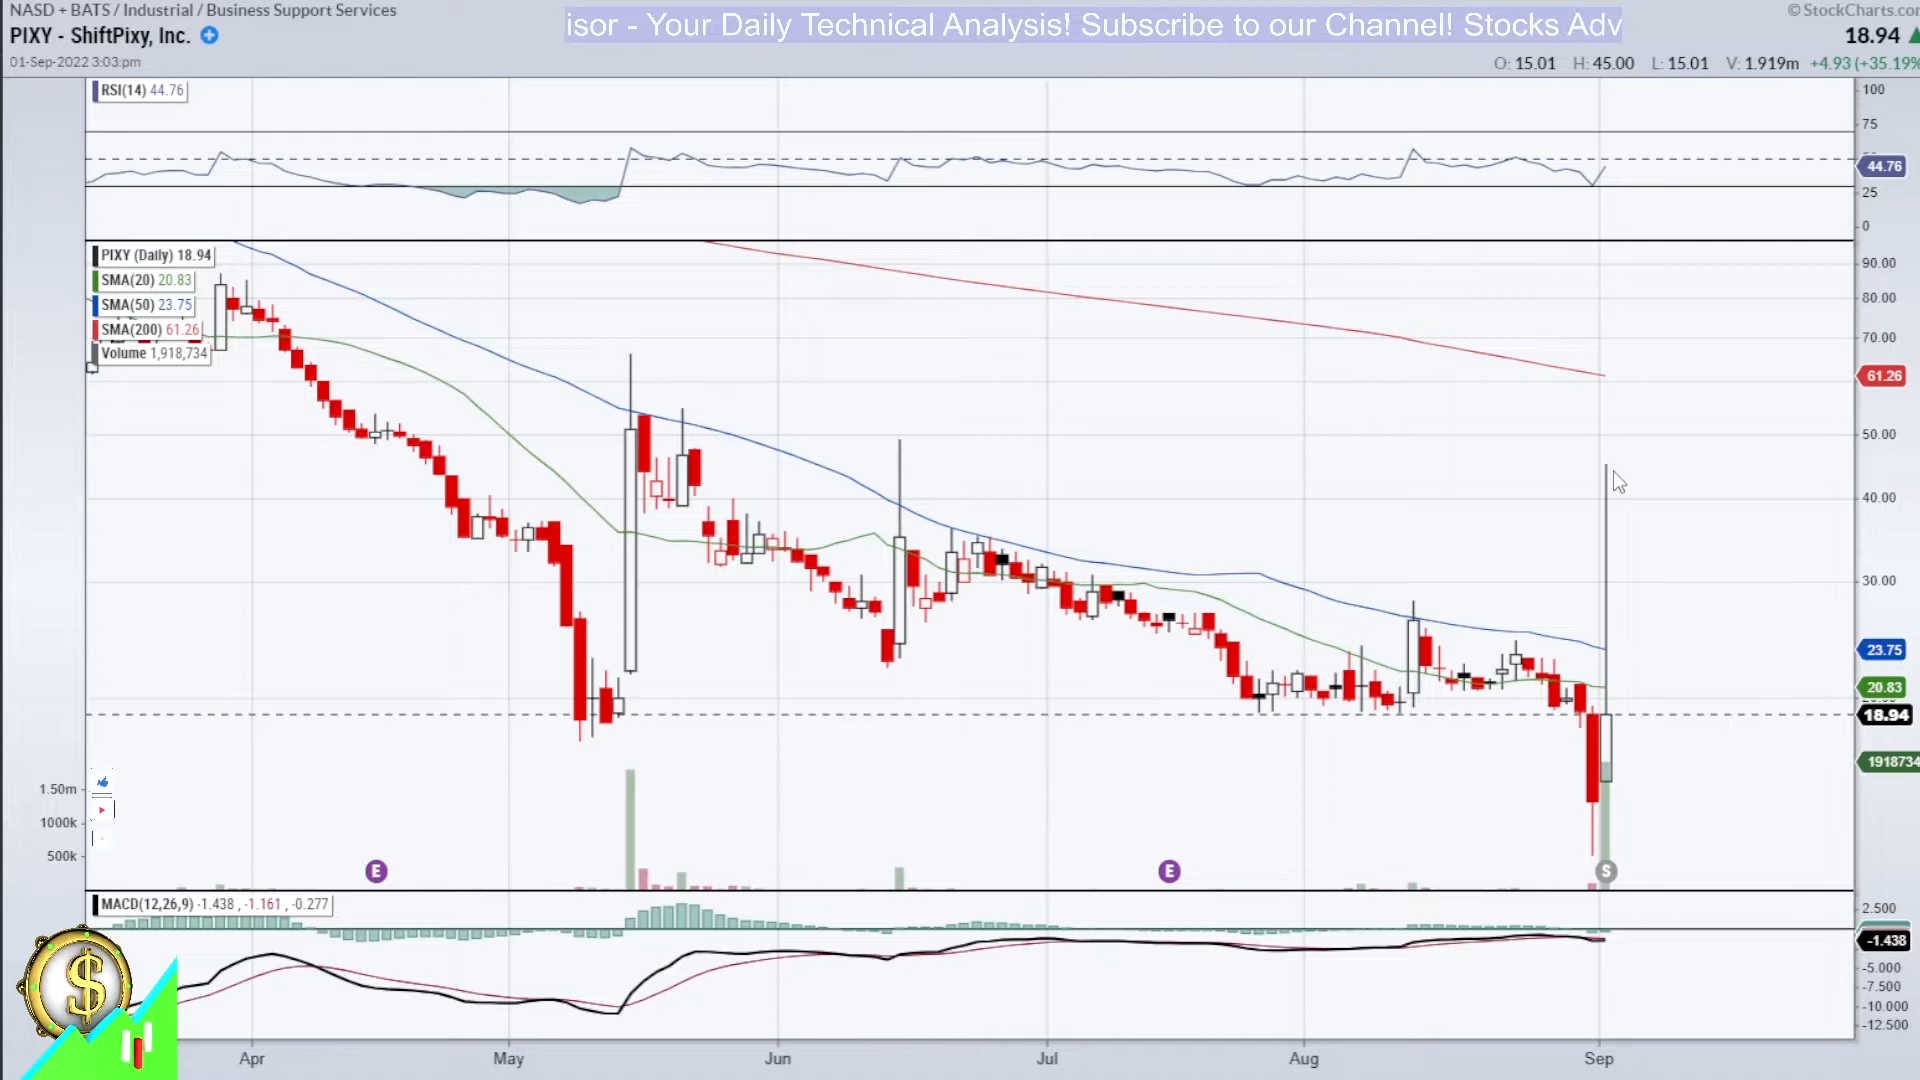 NASD + BATS / Industrial / Business Support Services
© StockCharts.com
isor - Your Daily Technical Analysis! Subscribe to our Channel! Stocks Adv
PIXY - ShiftPixy, Inc.
18.94
01-Sep-2022 3:03:pm
O: 15.01 H: 45.00 L: 15.01 V: 1.919m +4.93 (+35.19%
RSI(14) 44.76
100
75
44.76
25
0
PIXY (Daily) 18.94
SMA(20) 20.83
SMA(50) 23.75
SMA(200) 61.26
Volume 1,918,734
90.00
80.00
70.00
61.26
50.00
40.00
30.00
23.75
20.83
18.94
1918734
1.50m
1000k
500k
E
E
S
MACD(12,26,9) -1.438 , -1.161 , -0.277
2.500
-1.438
-5.000
-7.500
-10.000
-12.500
$
Apr May Jun Jul Aug Sep